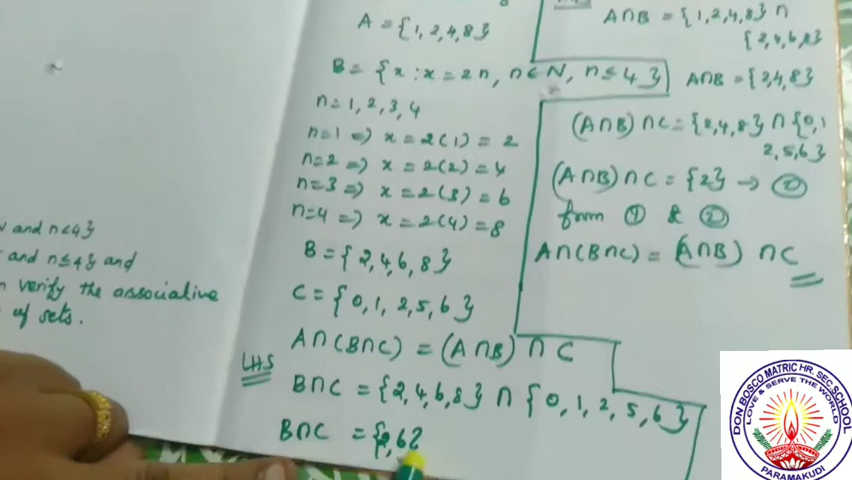 and n<4}
and n≤4} and
verify the associative
of sets.
A = {1, 2, 4, 8}
B = {x : x = 2n, n∈N, n≤4}
n = 1, 2, 3, 4
n=1 => x = 2(1) = 2
n=2 => x = 2(2) = 4
n=3 => x = 2(3) = 6
n=4 => x = 2(4) = 8
B = {2, 4, 6, 8}
C = {0, 1, 2, 5, 6}
A∩(B∩C) = (A∩B) ∩ C
LHS
B∩C = {2, 4, 6, 8} ∩ {0, 1, 2, 5, 6}
B∩C = {2, 6}
A∩B = {1, 2, 4, 8} ∩
{2, 4, 6, 8}
A∩B = {2, 4, 8}
(A∩B) ∩ C = {2, 4, 8} ∩ {0, 1
2, 5, 6}
(A∩B) ∩ C = {2} → ②
from ① & ②
A∩(B∩C) = (A∩B) ∩ C
DON BOSCO MATRIC HR. SEC SCHOOL
LOVE & SERVE THE WORLD
PARAMAKUDI